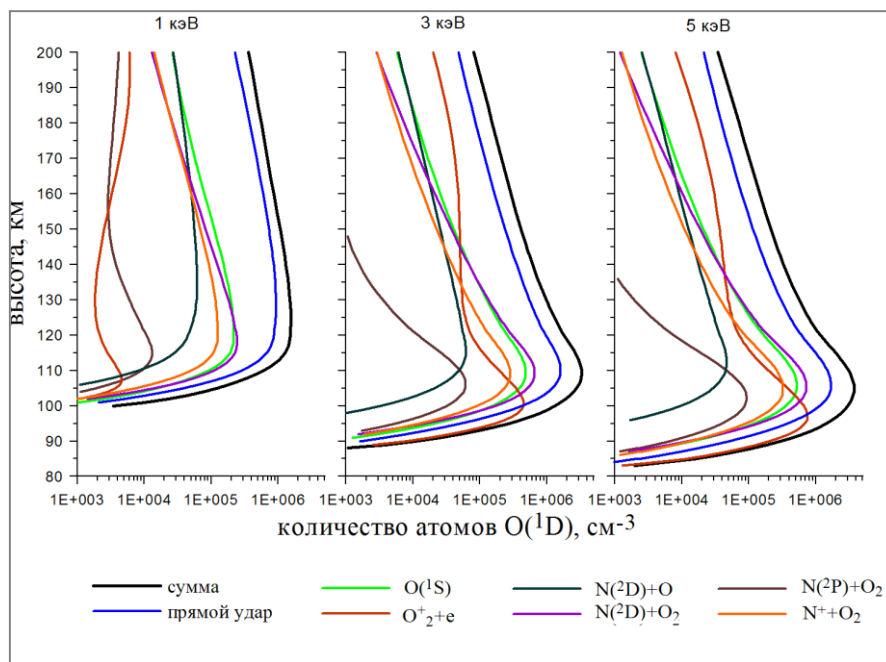 1 кэВ 3 кэВ 5 кэВ
высота, км
200
190
180
170
160
150
140
130
120
110
100
90
80
1E+003 1E+004 1E+005 1E+006 1E+003 1E+004 1E+005 1E+006 1E+003 1E+004 1E+005 1E+006
количество атомов O(¹D), см⁻³
сумма O(¹S) N(²D)+O N(²P)+O₂
прямой удар O⁺₂+e N(²D)+O₂ N⁺+O₂